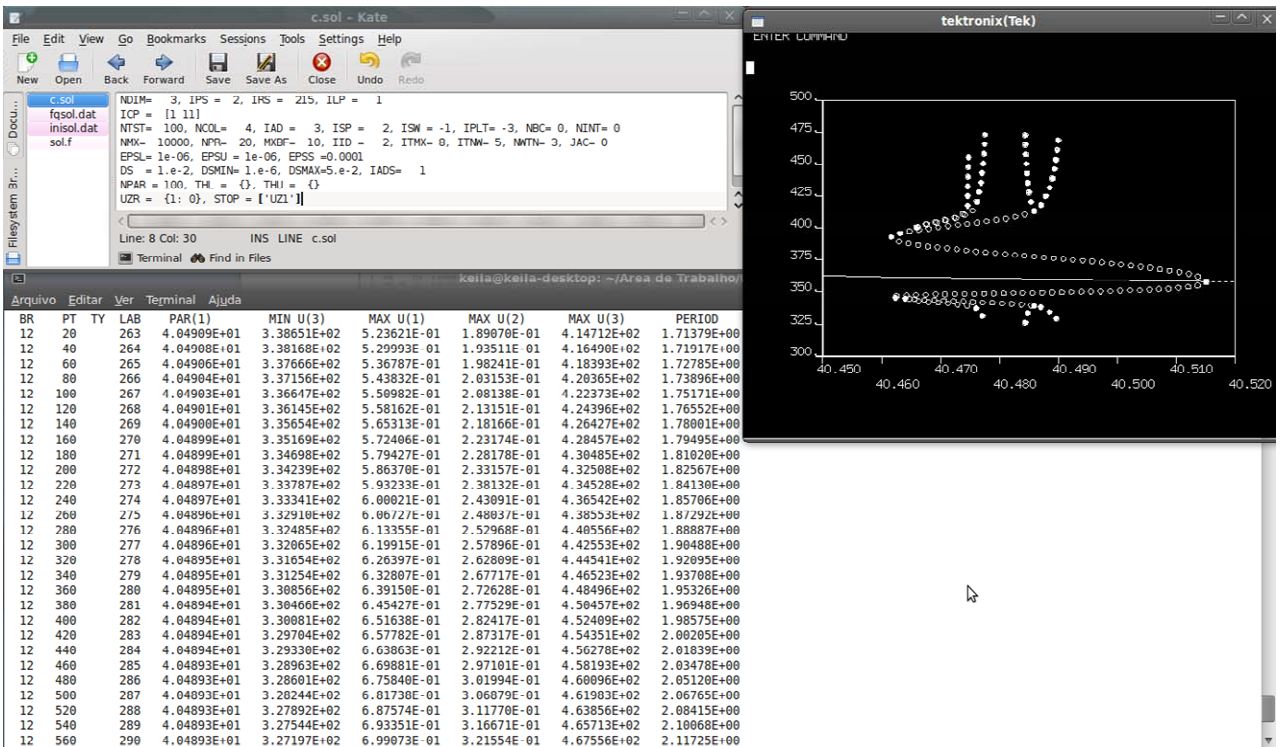 c.sol – Kate
File Edit View Go Bookmarks Sessions Tools Settings Help
New Open Back Forward Save Save As Close Undo Redo
Docu...
Filesystem Br...
c.sol
fqsol.dat
inisol.dat
sol.f
NDIM= 3, IPS = 2, IRS = 215, ILP = 1
ICP = [1 11]
NTST= 100, NCOL= 4, IAD = 3, ISP = 2, ISW = -1, IPLT= -3, NBC= 0, NINT= 0
NMX= 10000, NPR= 20, MXBF= 10, IID = 2, ITMX= 8, ITNW= 5, NWTN= 3, JAC= 0
EPSL= 1e-06, EPSU = 1e-06, EPSS =0.0001
DS = 1.e-2, DSMIN= 1.e-6, DSMAX=5.e-2, IADS= 1
NPAR = 100, THL = {}, THU = {}
UZR = {1: 0}, STOP = ['UZ1']
Line: 8 Col: 30 INS LINE c.sol
Terminal Find in Files
keila@keila-desktop: ~/Area de Trabalho/
Arquivo Editar Ver Terminal Ajuda
BR PT TY LAB PAR(1) MIN U(3) MAX U(1) MAX U(2) MAX U(3) PERIOD
12 20 263 4.04909E+01 3.38651E+02 5.23621E-01 1.89070E-01 4.14712E+02 1.71379E+00
12 40 264 4.04908E+01 3.38168E+02 5.29993E-01 1.93511E-01 4.16490E+02 1.71917E+00
12 60 265 4.04906E+01 3.37666E+02 5.36787E-01 1.98241E-01 4.18393E+02 1.72785E+00
12 80 266 4.04904E+01 3.37156E+02 5.43832E-01 2.03153E-01 4.20365E+02 1.73896E+00
12 100 267 4.04903E+01 3.36647E+02 5.50982E-01 2.08138E-01 4.22373E+02 1.75171E+00
12 120 268 4.04901E+01 3.36145E+02 5.58162E-01 2.13151E-01 4.24396E+02 1.76552E+00
12 140 269 4.04900E+01 3.35654E+02 5.65313E-01 2.18166E-01 4.26427E+02 1.78001E+00
12 160 270 4.04899E+01 3.35169E+02 5.72406E-01 2.23174E-01 4.28457E+02 1.79495E+00
12 180 271 4.04899E+01 3.34698E+02 5.79427E-01 2.28178E-01 4.30485E+02 1.81020E+00
12 200 272 4.04898E+01 3.34239E+02 5.86370E-01 2.33157E-01 4.32508E+02 1.82567E+00
12 220 273 4.04897E+01 3.33787E+02 5.93233E-01 2.38132E-01 4.34528E+02 1.84130E+00
12 240 274 4.04897E+01 3.33341E+02 6.00021E-01 2.43091E-01 4.36542E+02 1.85706E+00
12 260 275 4.04896E+01 3.32910E+02 6.06727E-01 2.48037E-01 4.38553E+02 1.87292E+00
12 280 276 4.04896E+01 3.32485E+02 6.13355E-01 2.52968E-01 4.40556E+02 1.88887E+00
12 300 277 4.04896E+01 3.32065E+02 6.19915E-01 2.57896E-01 4.42553E+02 1.90488E+00
12 320 278 4.04895E+01 3.31654E+02 6.26397E-01 2.62809E-01 4.44541E+02 1.92095E+00
12 340 279 4.04895E+01 3.31254E+02 6.32807E-01 2.67717E-01 4.46523E+02 1.93708E+00
12 360 280 4.04895E+01 3.30856E+02 6.39150E-01 2.72628E-01 4.48496E+02 1.95326E+00
12 380 281 4.04894E+01 3.30466E+02 6.45427E-01 2.77529E-01 4.50457E+02 1.96948E+00
12 400 282 4.04894E+01 3.30081E+02 6.51638E-01 2.82417E-01 4.52409E+02 1.98575E+00
12 420 283 4.04894E+01 3.29704E+02 6.57782E-01 2.87317E-01 4.54351E+02 2.00205E+00
12 440 284 4.04894E+01 3.29330E+02 6.63863E-01 2.92212E-01 4.56278E+02 2.01839E+00
12 460 285 4.04893E+01 3.28963E+02 6.69881E-01 2.97101E-01 4.58193E+02 2.03478E+00
12 480 286 4.04893E+01 3.28601E+02 6.75840E-01 3.01994E-01 4.60096E+02 2.05120E+00
12 500 287 4.04893E+01 3.28244E+02 6.81738E-01 3.06879E-01 4.61983E+02 2.06765E+00
12 520 288 4.04893E+01 3.27892E+02 6.87574E-01 3.11770E-01 4.63856E+02 2.08415E+00
12 540 289 4.04893E+01 3.27544E+02 6.93351E-01 3.16671E-01 4.65713E+02 2.10068E+00
12 560 290 4.04893E+01 3.27197E+02 6.99073E-01 3.21554E-01 4.67556E+02 2.11725E+00
tektronix(Tek)
ENTER COMMAND
500.
475.
450.
425.
400.
375.
350.
325.
300.
40.450 40.470 40.490 40.510
40.460 40.480 40.500 40.520